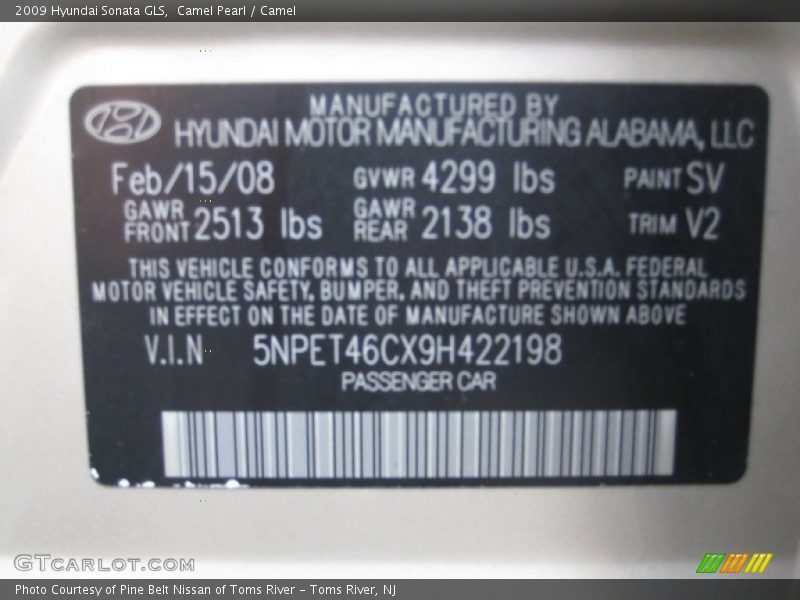 2009 Hyundai Sonata GLS, Camel Pearl / Camel
MANUFACTURED BY
HYUNDAI MOTOR MANUFACTURING ALABAMA, LLC
Feb/15/08 GVWR 4299 lbs PAINT SV
GAWR FRONT 2513 lbs GAWR REAR 2138 lbs TRIM V2
THIS VEHICLE CONFORMS TO ALL APPLICABLE U.S.A. FEDERAL
MOTOR VEHICLE SAFETY, BUMPER, AND THEFT PREVENTION STANDARDS
IN EFFECT ON THE DATE OF MANUFACTURE SHOWN ABOVE
V.I.N 5NPET46CX9H422198
PASSENGER CAR
GTCARLOT.COM
Photo Courtesy of Pine Belt Nissan of Toms River – Toms River, NJ